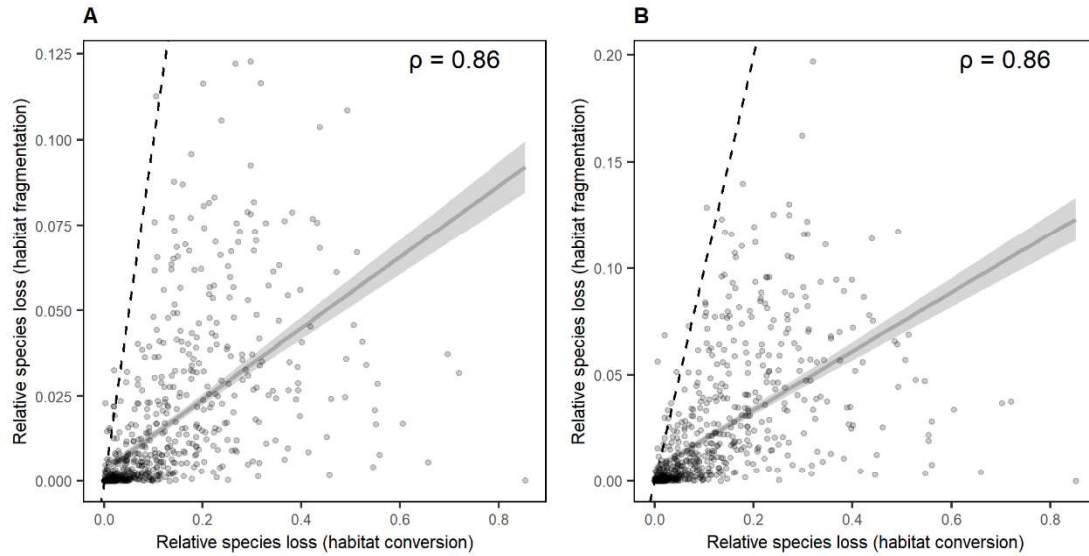 A
ρ = 0.86
Relative species loss (habitat fragmentation)
0.125
0.100
0.075
0.050
0.025
0.000
0.0 0.2 0.4 0.6 0.8
Relative species loss (habitat conversion)
B
ρ = 0.86
Relative species loss (habitat fragmentation)
0.20
0.15
0.10
0.05
0.00
0.0 0.2 0.4 0.6 0.8
Relative species loss (habitat conversion)